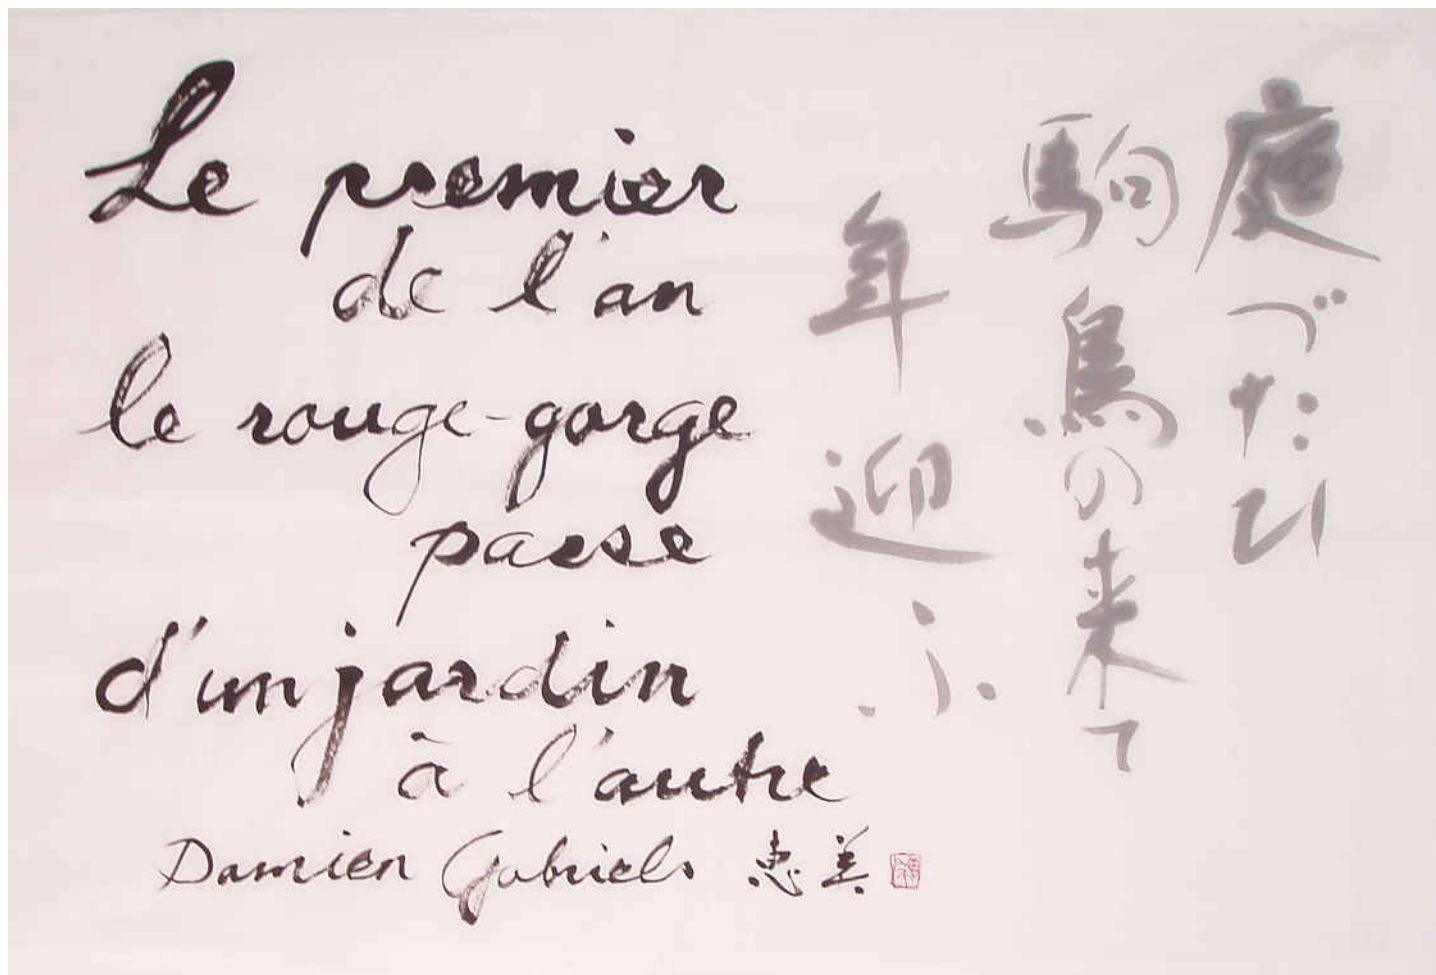 Le premier
de l'an
le rouge-gorge
passe
d'un jardin
à l'autre
Damien Gabriels 恵美
庭づたひ
駒鳥の来て
年迎ふ